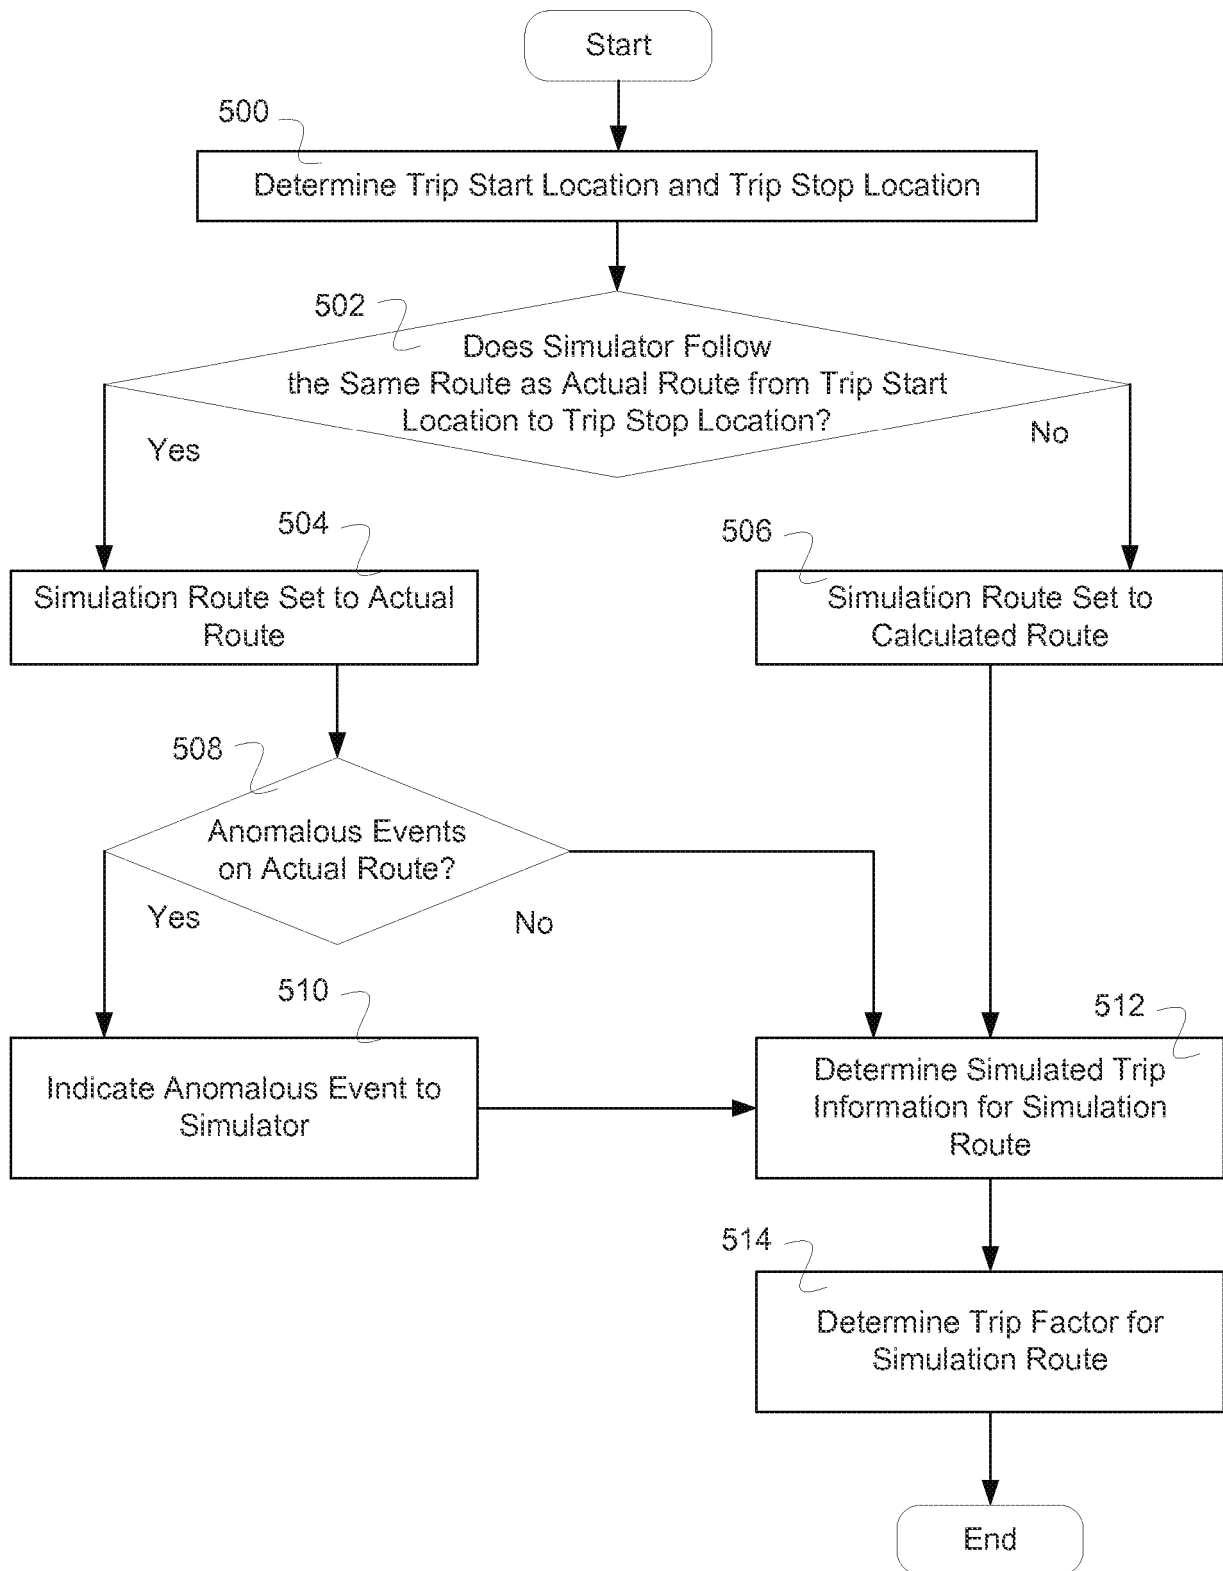 Start
500
Determine Trip Start Location and Trip Stop Location
502
Does Simulator Follow
the Same Route as Actual Route from Trip Start
Location to Trip Stop Location?
Yes
No
504
Simulation Route Set to Actual
Route
506
Simulation Route Set to
Calculated Route
508
Anomalous Events
on Actual Route?
Yes
No
510
Indicate Anomalous Event to
Simulator
512
Determine Simulated Trip
Information for Simulation
Route
514
Determine Trip Factor for
Simulation Route
End